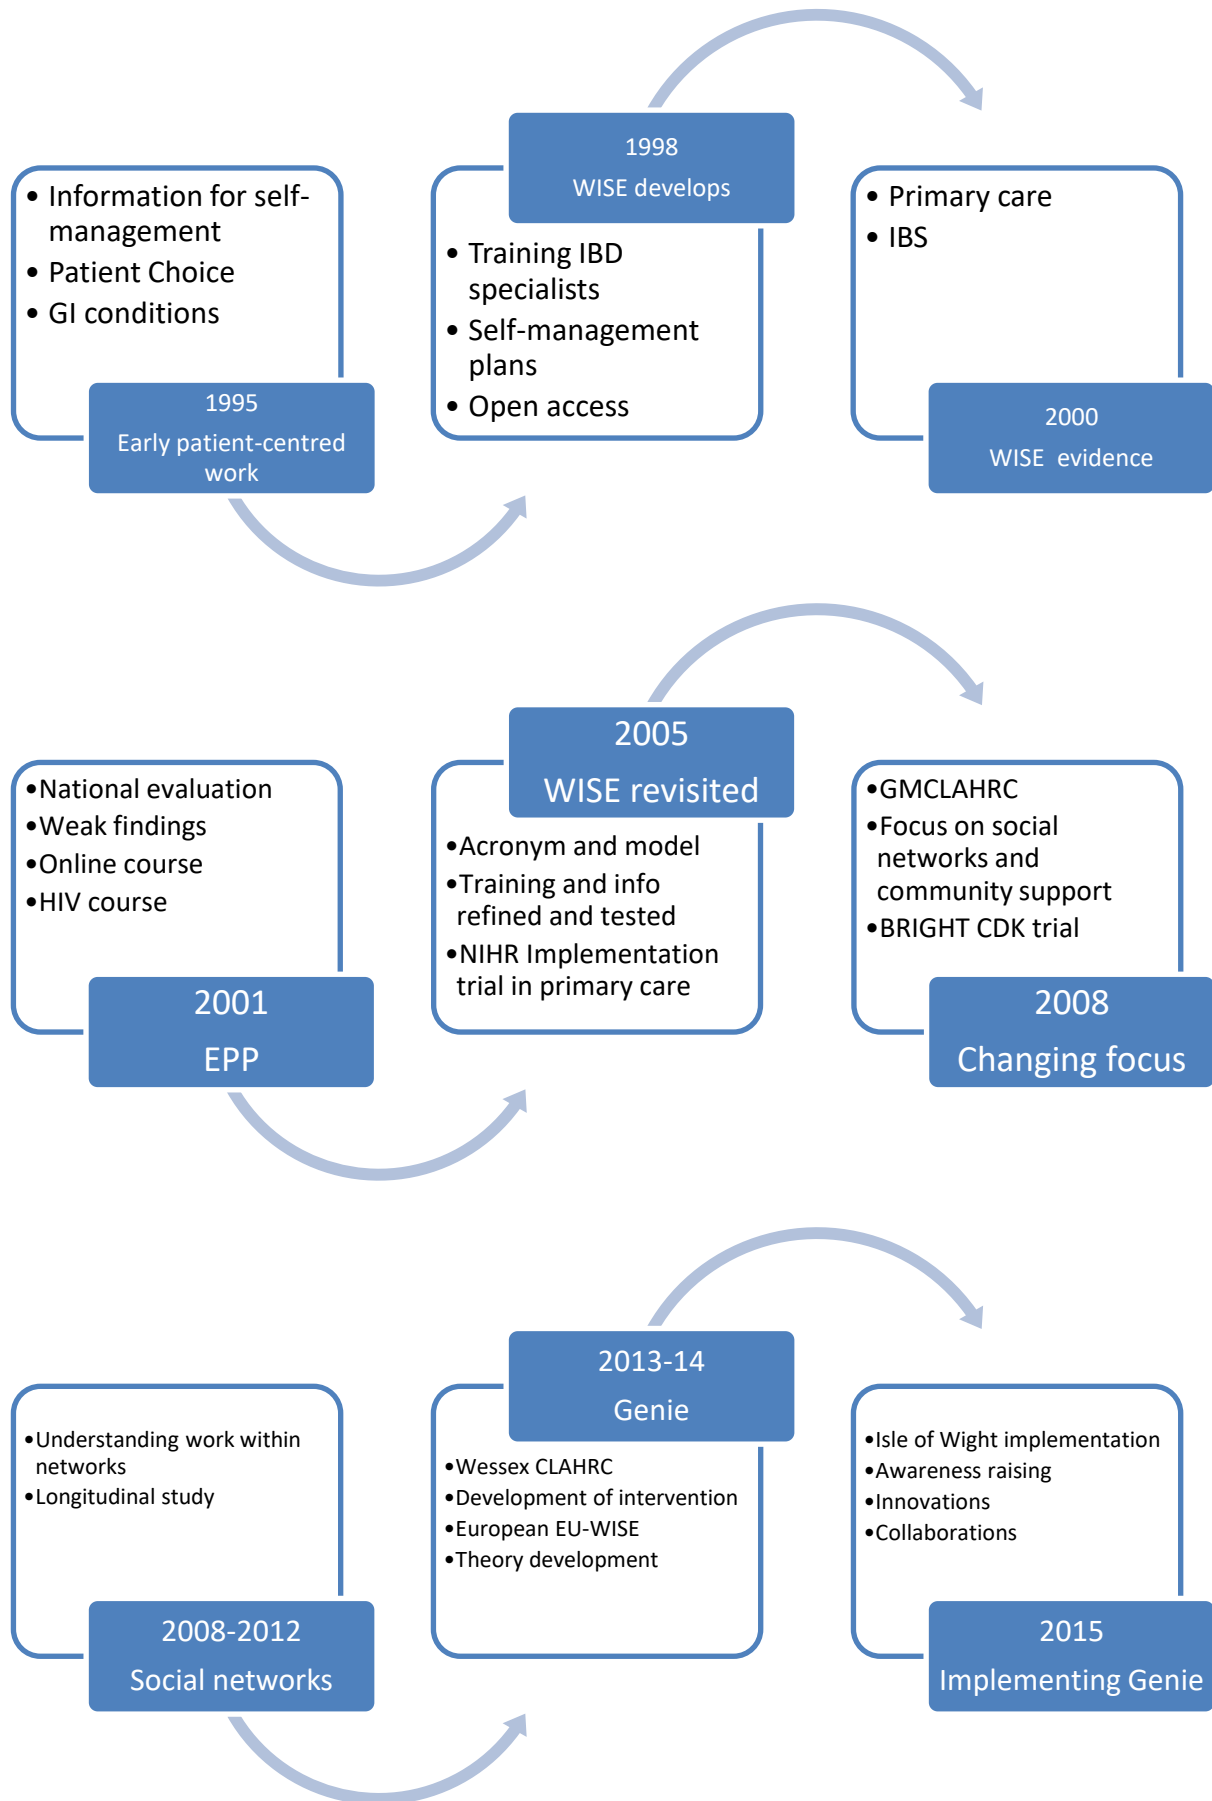 • Information for self-
management
• Patient Choice
• GI conditions
1995
Early patient-centred
work
1998
WISE develops
• Training IBD
specialists
• Self-management
plans
• Open access
• Primary care
• IBS
2000
WISE evidence
•National evaluation
•Weak findings
•Online course
•HIV course
2001
EPP
2005
WISE revisited
•Acronym and model
•Training and info
refined and tested
•NIHR Implementation
trial in primary care
•GMCLAHRC
•Focus on social
networks and
community support
•BRIGHT CDK trial
2008
Changing focus
•Understanding work within
networks
•Longitudinal study
2008-2012
Social networks
2013-14
Genie
•Wessex CLAHRC
•Development of intervention
•European EU-WISE
•Theory development
•Isle of Wight implementation
•Awareness raising
•Innovations
•Collaborations
2015
Implementing Genie